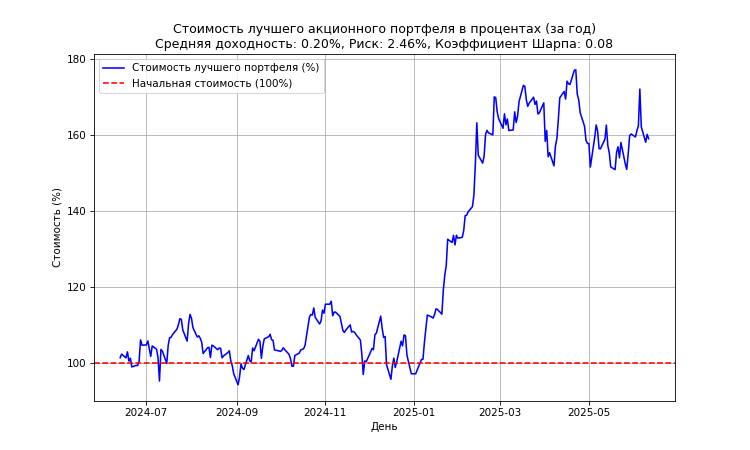 Стоимость лучшего акционного портфеля в процентах (за год)
Средняя доходность: 0.20%, Риск: 2.46%, Коэффициент Шарпа: 0.08
180
160
140
120
100
Стоимость (%)
Стоимость лучшего портфеля (%)
Начальная стоимость (100%)
2024-07
2024-09
2024-11
2025-01
2025-03
2025-05
День